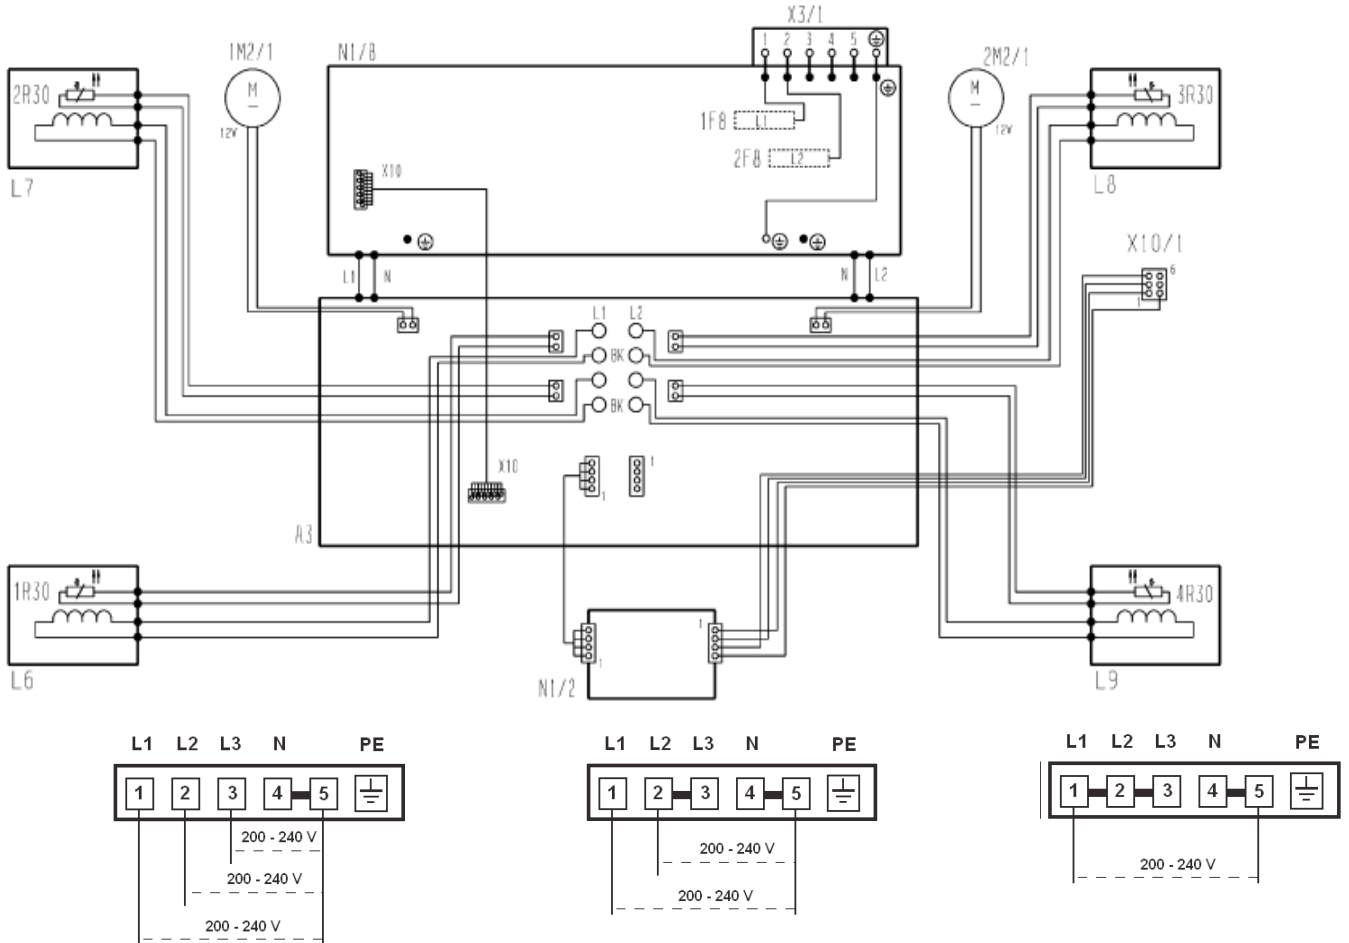 X3/1
1 2 3 4 5
1M2/1
N1/B
2M2/1
2R30
M
12V
1F8
L1
2F8
L2
M
12V
3R30
L7
X10
L8
X10/1
6
1
L1 N
N L2
L1 L2
BK
BK
X10
1
1
A3
1R30
4R30
1
1
L6
N1/2
L9
L1 L2 L3 N PE
1 2 3 4 5
200 - 240 V
200 - 240 V
200 - 240 V
L1 L2 L3 N PE
1 2 3 4 5
200 - 240 V
200 - 240 V
L1 L2 L3 N PE
1 2 3 4 5
200 - 240 V